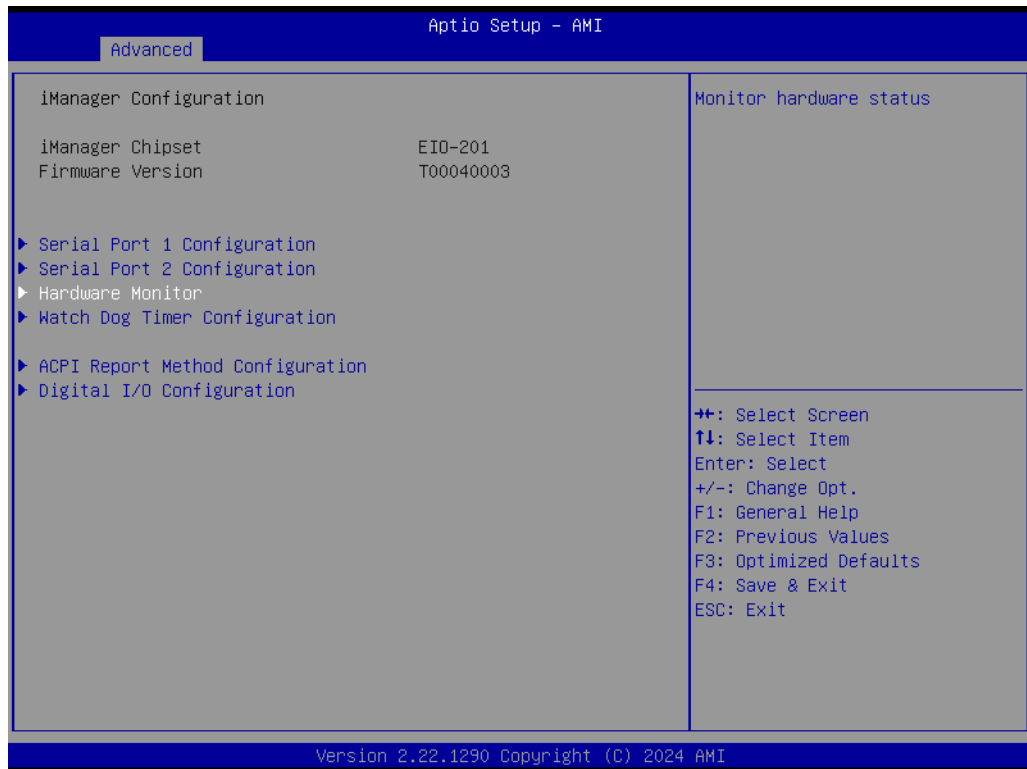 Aptio Setup – AMI
Advanced
iManager Configuration
iManager Chipset EIO-201
Firmware Version T00040003
Serial Port 1 Configuration
Serial Port 2 Configuration
Hardware Monitor
Watch Dog Timer Configuration
ACPI Report Method Configuration
Digital I/O Configuration
Monitor hardware status
→←: Select Screen
↑↓: Select Item
Enter: Select
+/-: Change Opt.
F1: General Help
F2: Previous Values
F3: Optimized Defaults
F4: Save & Exit
ESC: Exit
Version 2.22.1290 Copyright (C) 2024 AMI